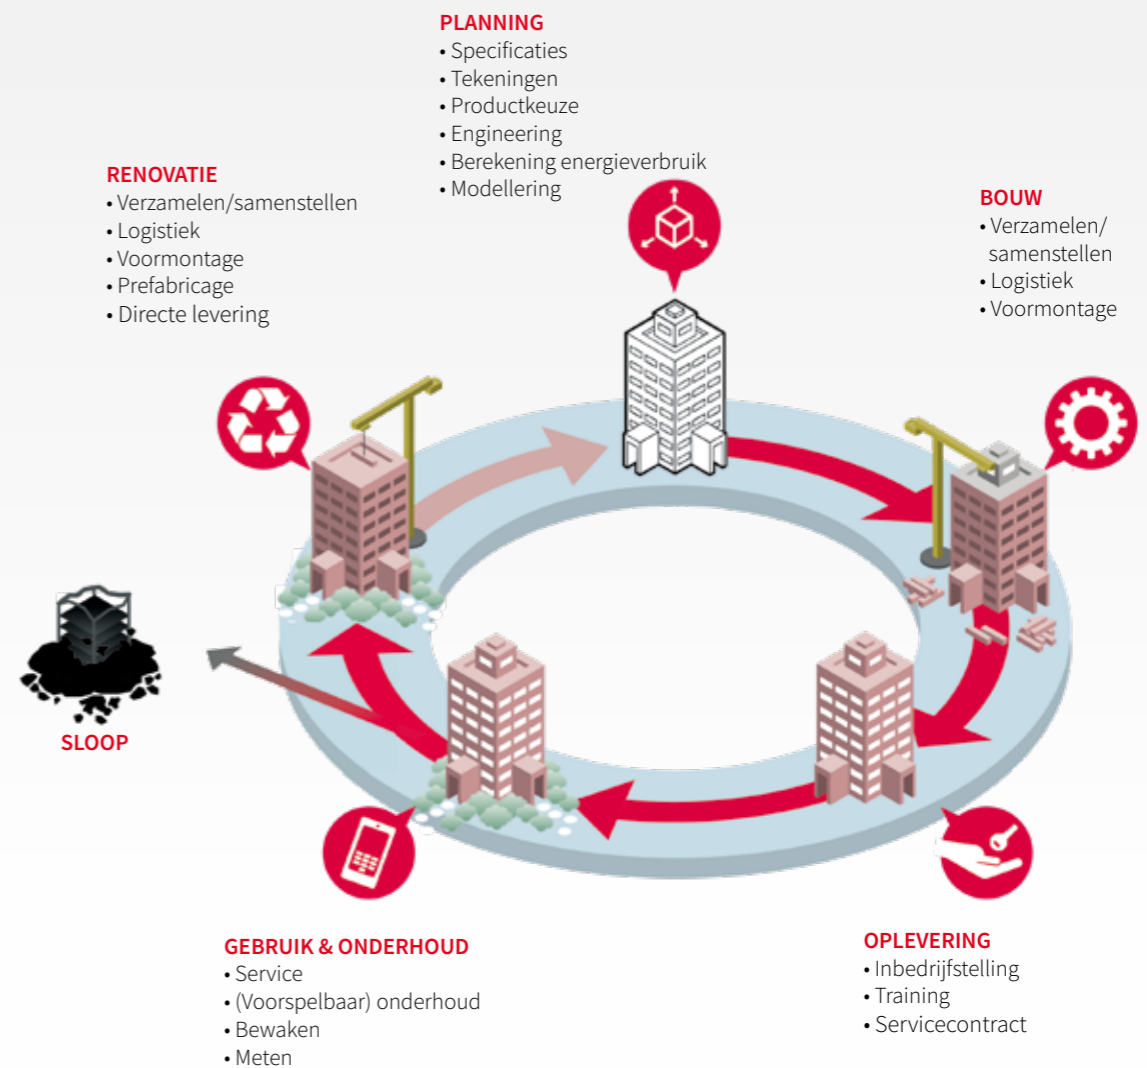 PLANNING
• Specificaties
• Tekeningen
• Productkeuze
• Engineering
• Berekening energieverbruik
• Modellering
RENOVATIE
• Verzamelen/samenstellen
• Logistiek
• Voormontage
• Prefabricage
• Directe levering
BOUW
• Verzamelen/
samenstellen
• Logistiek
• Voormontage
SLOOP
GEBRUIK & ONDERHOUD
• Service
• (Voorspelbaar) onderhoud
• Bewaken
• Meten
OPLEVERING
• Inbedrijfstelling
• Training
• Servicecontract